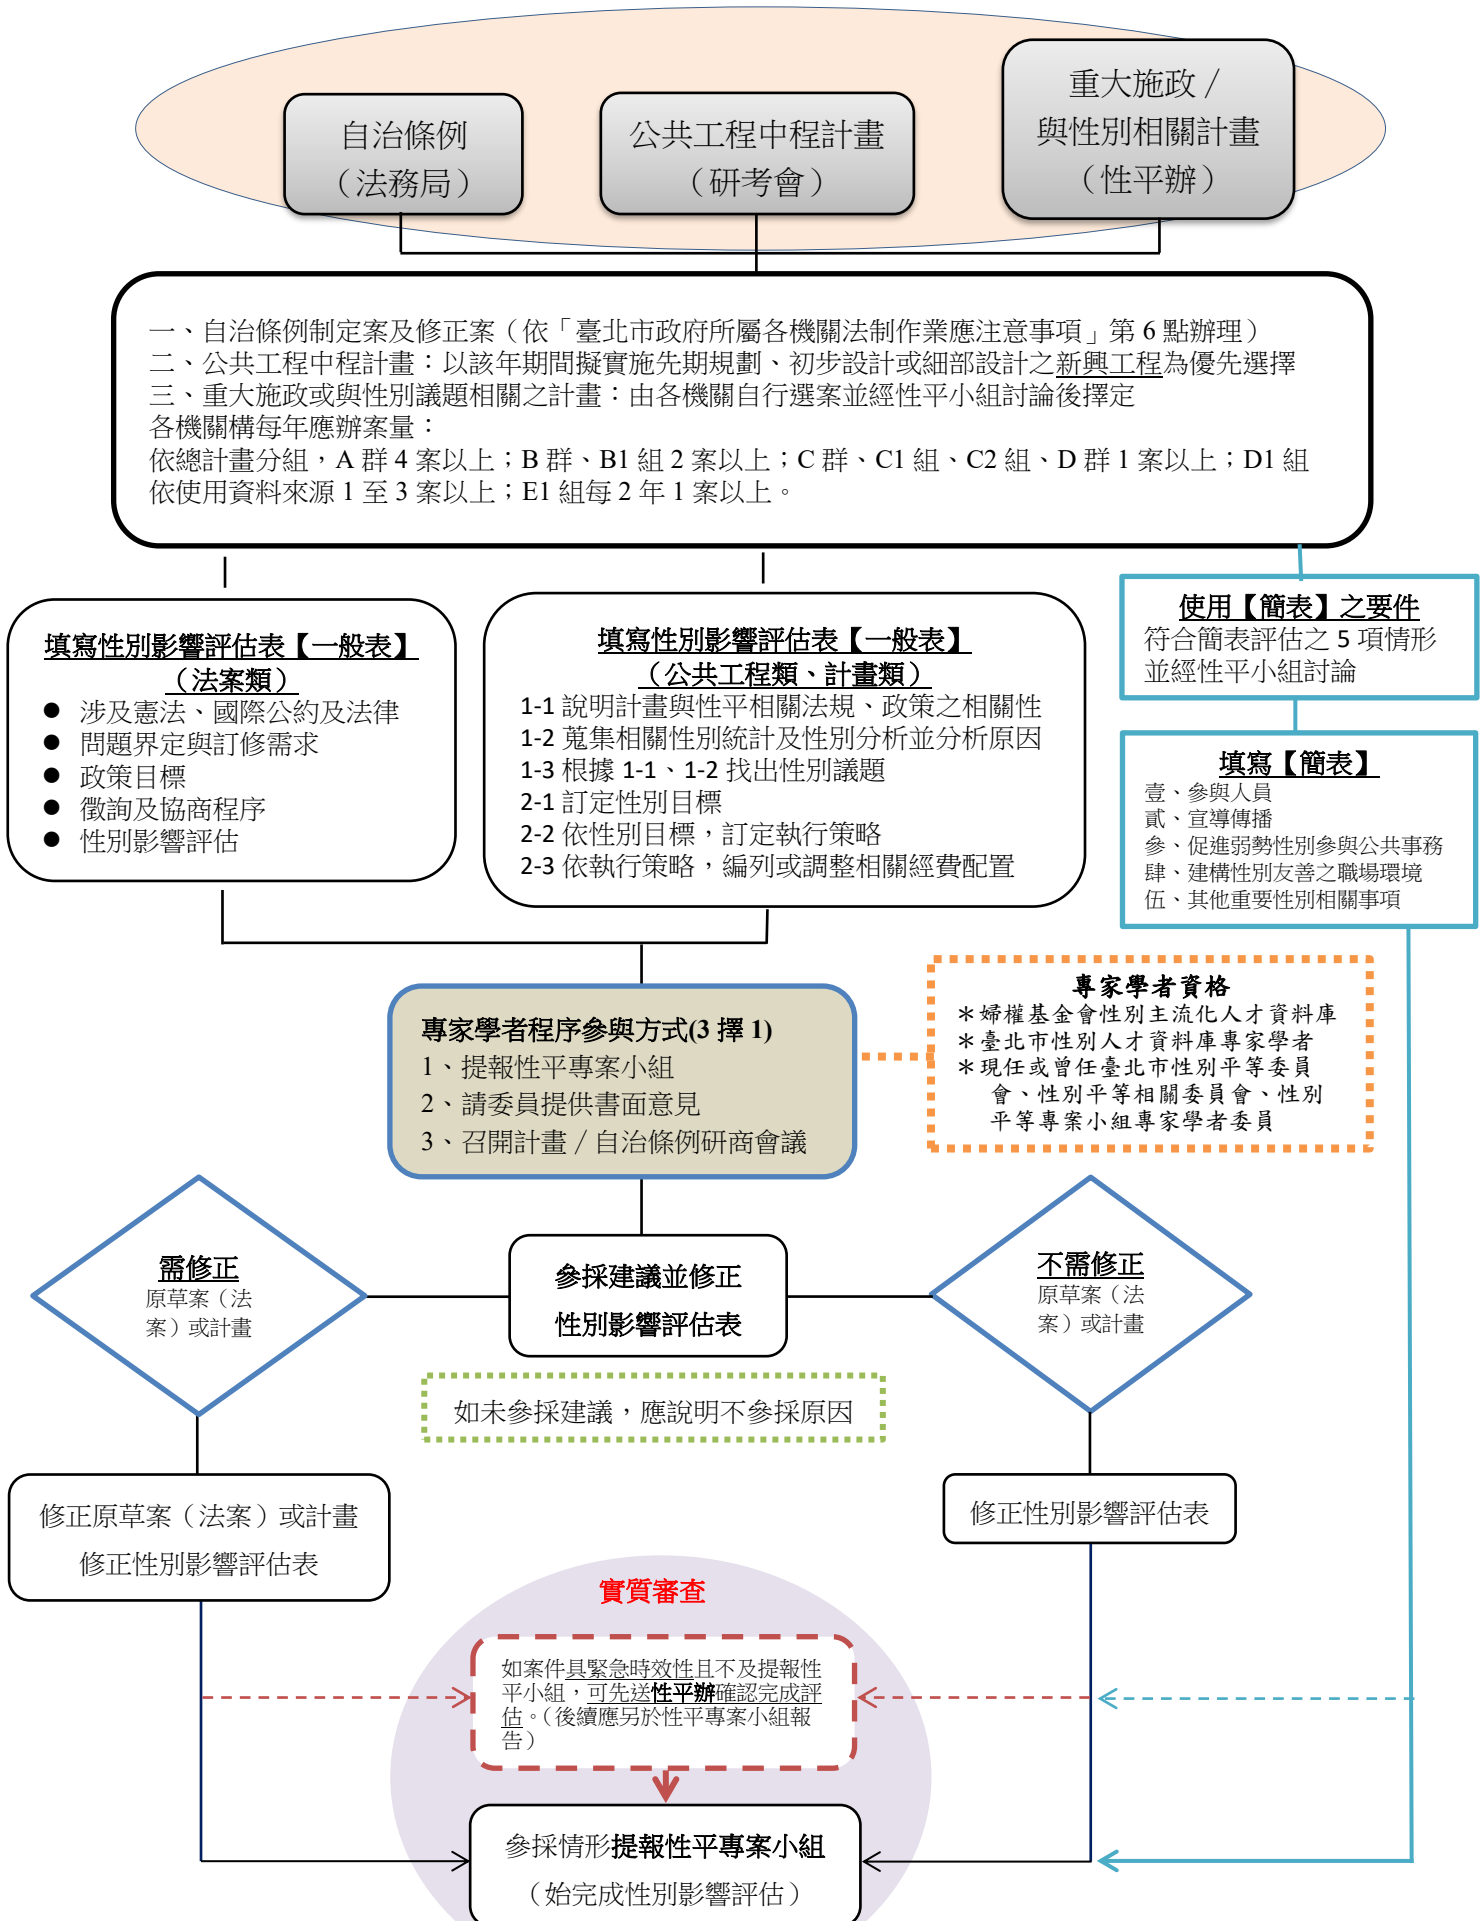 自治條例
（法務局）
公共工程中程計畫
（研考會）
重大施政／
與性別相關計畫
（性平辦）
一、自治條例制定案及修正案（依「臺北市政府所屬各機關法制作業應注意事項」第 6 點辦理）
二、公共工程中程計畫：以該年期間擬實施先期規劃、初步設計或細部設計之新興工程為優先選擇
三、重大施政或與性別議題相關之計畫：由各機關自行選案並經性平小組討論後擇定
各機關構每年應辦案量：
依總計畫分組，A 群 4 案以上；B 群、B1 組 2 案以上；C 群、C1 組、C2 組、D 群 1 案以上；D1 組
依使用資料來源 1 至 3 案以上；E1 組每 2 年 1 案以上。
填寫性別影響評估表【一般表】
（法案類）
● 涉及憲法、國際公約及法律
● 問題界定與訂修需求
● 政策目標
● 徵詢及協商程序
● 性別影響評估
填寫性別影響評估表【一般表】
（公共工程類、計畫類）
1-1 說明計畫與性平相關法規、政策之相關性
1-2 蒐集相關性別統計及性別分析並分析原因
1-3 根據 1-1、1-2 找出性別議題
2-1 訂定性別目標
2-2 依性別目標，訂定執行策略
2-3 依執行策略，編列或調整相關經費配置
使用【簡表】之要件
符合簡表評估之 5 項情形
並經性平小組討論
填寫【簡表】
壹、參與人員
貳、宣導傳播
參、促進弱勢性別參與公共事務
肆、建構性別友善之職場環境
伍、其他重要性別相關事項
專家學者程序參與方式(3 擇 1)
1、提報性平專案小組
2、請委員提供書面意見
3、召開計畫／自治條例研商會議
專家學者資格
＊婦權基金會性別主流化人才資料庫
＊臺北市性別人才資料庫專家學者
＊現任或曾任臺北市性別平等委員
會、性別平等相關委員會、性別
平等專案小組專家學者委員
需修正
原草案（法
案）或計畫
參採建議並修正
性別影響評估表
不需修正
原草案（法
案）或計畫
如未參採建議，應說明不參採原因
修正原草案（法案）或計畫
修正性別影響評估表
修正性別影響評估表
實質審查
如案件具緊急時效性且不及提報性
平小組，可先送性平辦確認完成評
估。（後續應另於性平專案小組報
告）
參採情形提報性平專案小組
（始完成性別影響評估）